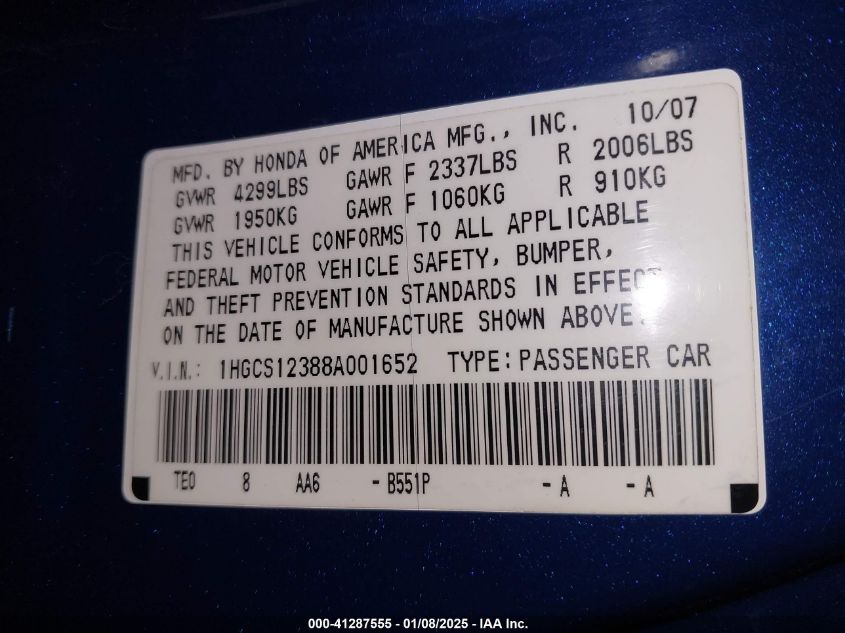 MFD. BY HONDA OF AMERICA MFG., INC. 10/07
GVWR 4299LBS GAWR F 2337LBS R 2006LBS
GVWR 1950KG GAWR F 1060KG R 910KG
THIS VEHICLE CONFORMS TO ALL APPLICABLE
FEDERAL MOTOR VEHICLE SAFETY, BUMPER,
AND THEFT PREVENTION STANDARDS IN EFFECT
ON THE DATE OF MANUFACTURE SHOWN ABOVE.
V.I.N.: 1HGCS12388A001652 TYPE: PASSENGER CAR
TE0 8 AA6 - B551P - A - A
000-41287555 - 01/08/2025 - IAA Inc.